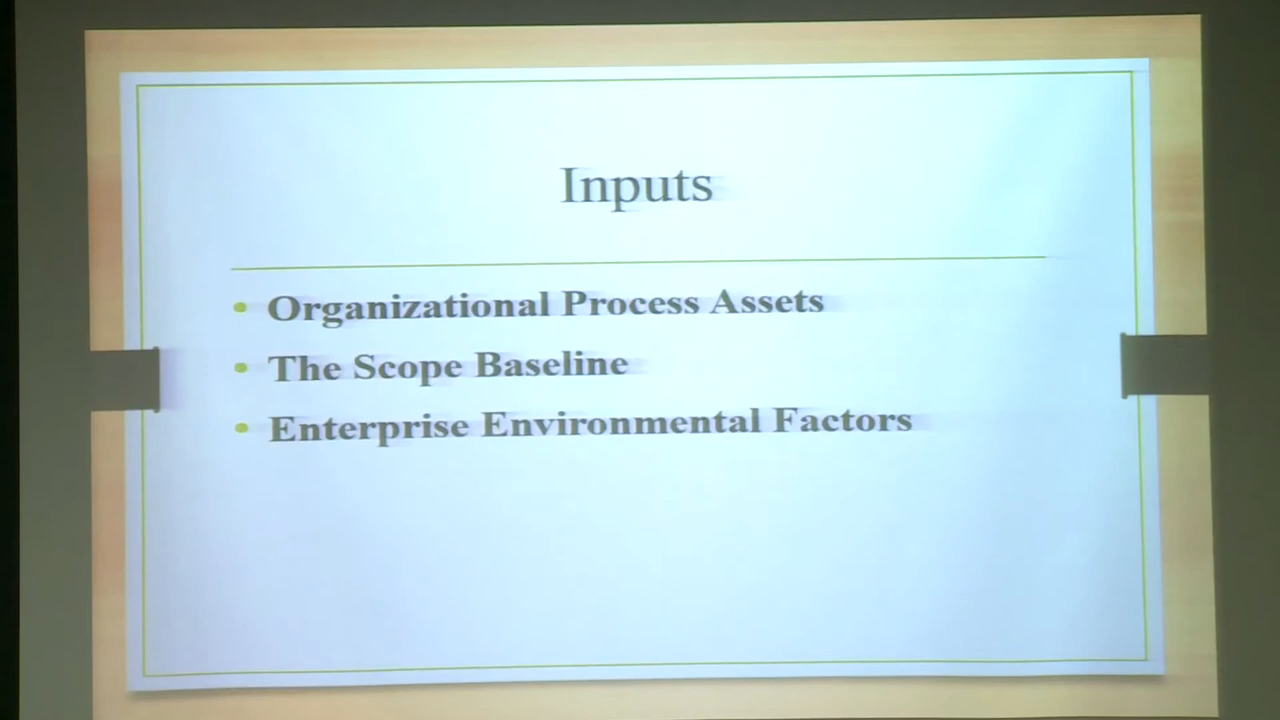 Inputs
• Organizational Process Assets
• The Scope Baseline
• Enterprise Environmental Factors